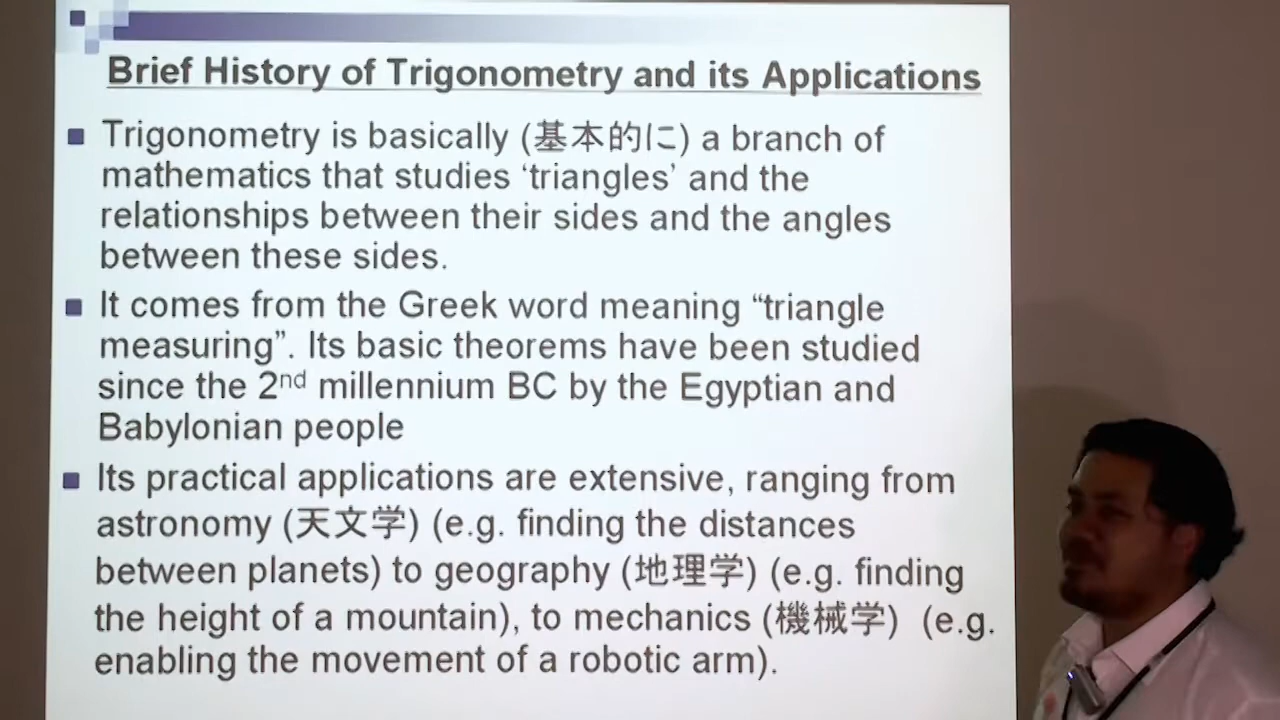 Brief History of Trigonometry and its Applications
Trigonometry is basically (基本的に) a branch of
mathematics that studies ‘triangles’ and the
relationships between their sides and the angles
between these sides.
It comes from the Greek word meaning “triangle
measuring”. Its basic theorems have been studied
since the 2nd millennium BC by the Egyptian and
Babylonian people
Its practical applications are extensive, ranging from
astronomy (天文学) (e.g. finding the distances
between planets) to geography (地理学) (e.g. finding
the height of a mountain), to mechanics (機械学) (e.g.
enabling the movement of a robotic arm).